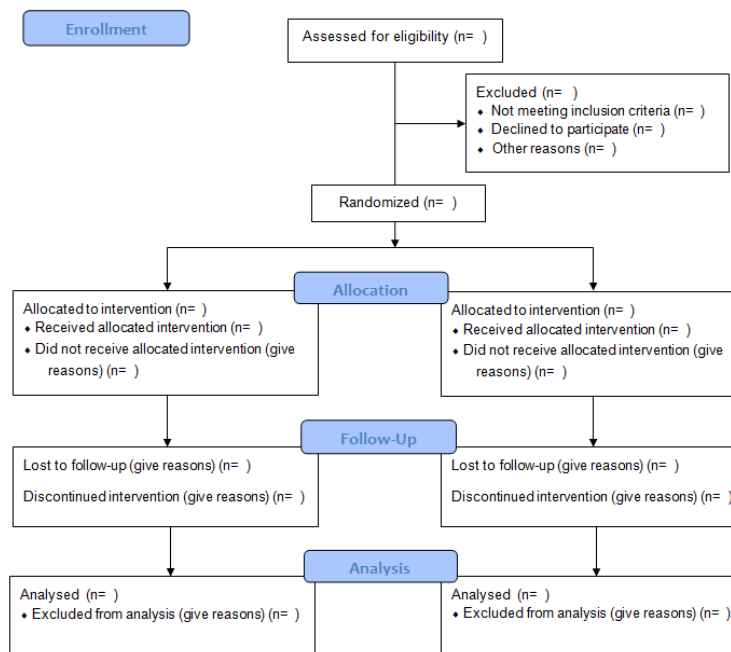 Enrollment
Assessed for eligibility (n= )
Excluded (n= )
⬥ Not meeting inclusion criteria (n= )
⬥ Declined to participate (n= )
⬥ Other reasons (n= )
Randomized (n= )
Allocation
Allocated to intervention (n= )
⬥ Received allocated intervention (n= )
⬥ Did not receive allocated intervention (give
reasons) (n= )
Allocated to intervention (n= )
⬥ Received allocated intervention (n= )
⬥ Did not receive allocated intervention (give
reasons) (n= )
Follow-Up
Lost to follow-up (give reasons) (n= )
Discontinued intervention (give reasons) (n= )
Lost to follow-up (give reasons) (n= )
Discontinued intervention (give reasons) (n= )
Analysis
Analysed (n= )
⬥ Excluded from analysis (give reasons) (n= )
Analysed (n= )
⬥ Excluded from analysis (give reasons) (n= )